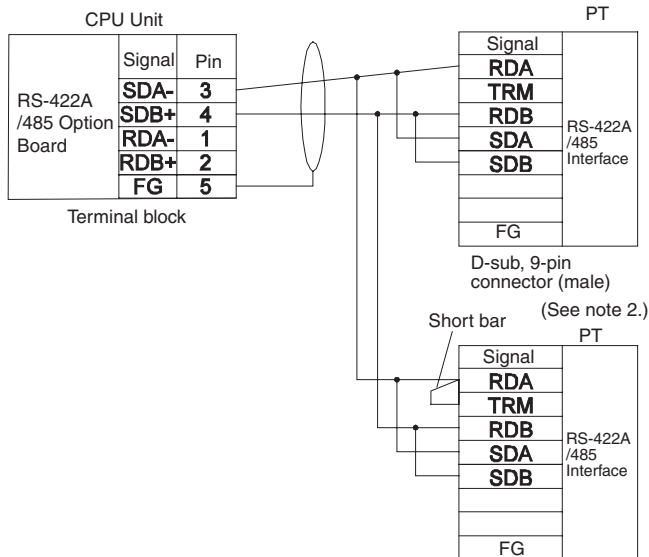 CPU Unit
Signal Pin
SDA- 3
SDB+ 4
RDA- 1
RDB+ 2
FG 5
RS-422A
/485 Option
Board
Terminal block
PT
Signal
RDA
TRM
RDB
SDA
SDB
FG
RS-422A
/485
Interface
D-sub, 9-pin
connector (male)
(See note 2.)
Short bar
PT
Signal
RDA
TRM
RDB
SDA
SDB
FG
RS-422A
/485
Interface